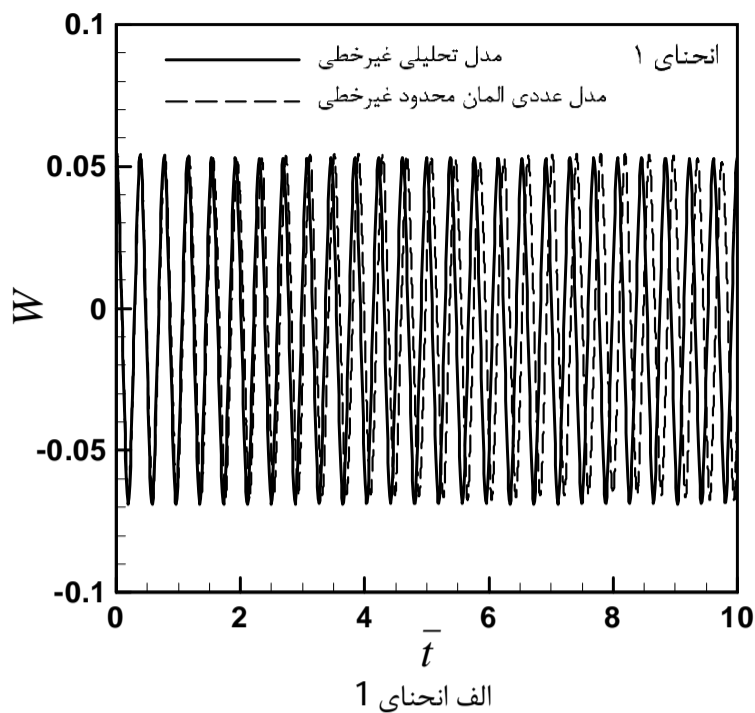 0.1
انحنای ۱
مدل تحلیلی غیرخطی
مدل عددی المان محدود غیرخطی
0.05
W
0
-0.05
-0.1
0 2 4 6 8 10
t̄
الف انحنای 1